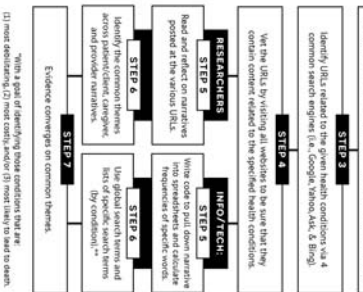 STEP 3
Identify URLs related to the given health conditions via 4
common search engines (i.e., Google, Yahoo, Ask, & Bing).
STEP 4
Vet the URLs by visiting all websites to be sure that they
contain content related to the specified health conditions.
RESEARCHERS
STEP 5
Read and reflect on narratives
posted at the various URLs.
INFO/TECH:
STEP 5
Write code to pull down narrative
into spreadsheets and calculate
frequencies of specific words.
STEP 6
Identify the common themes
across patient/client, caregiver,
and provider narratives.
STEP 6
Use global search terms and
lists of specific search terms
(by condition).**
STEP 7
Evidence converges on common themes.
*With a goal of identifying those conditions that are:
(1) most debilitating, (2) most costly, and/or (3) most likely to lead to death.